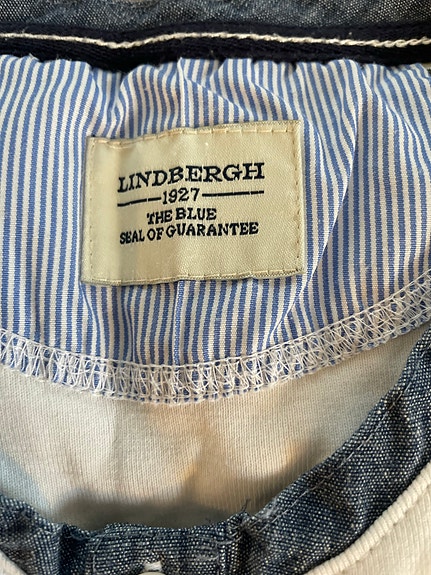 LINDBERGH
1927
THE BLUE
SEAL OF GUARANTEE